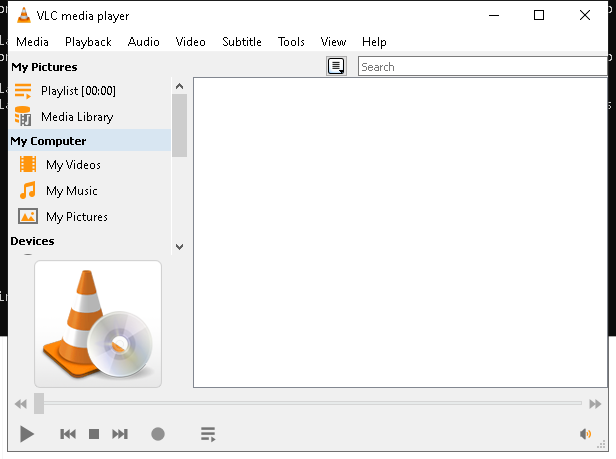 VLC media player
Media Playback Audio Video Subtitle Tools View Help
My Pictures
Search
Playlist [00:00]
Media Library
My Computer
My Videos
My Music
My Pictures
Devices